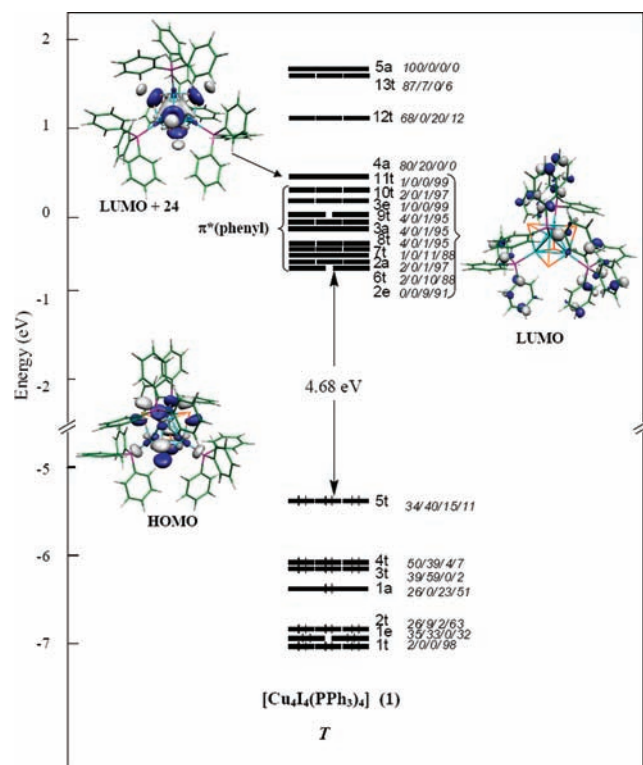 Energy (eV)
2
1
0
-1
-2
-5
-6
-7
5a 100/0/0/0
13t 87/7/0/6
12t 68/0/20/12
4a 80/20/0/0
11t 1/0/0/99
10t 2/0/1/97
3e 1/0/0/99
9t 4/0/1/95
3a 4/0/1/95
8t 4/0/1/95
7t 1/0/11/88
2a 2/0/1/97
6t 2/0/10/88
2e 0/0/9/91
LUMO + 24
π*(phenyl)
LUMO
4.68 eV
HOMO
5t 34/40/15/11
4t 50/39/4/7
3t 39/59/0/2
1a 26/0/23/51
2t 26/9/2/63
1e 35/33/0/32
1t 2/0/0/98
[Cu₄I₄(PPh₃)₄] (1)
T